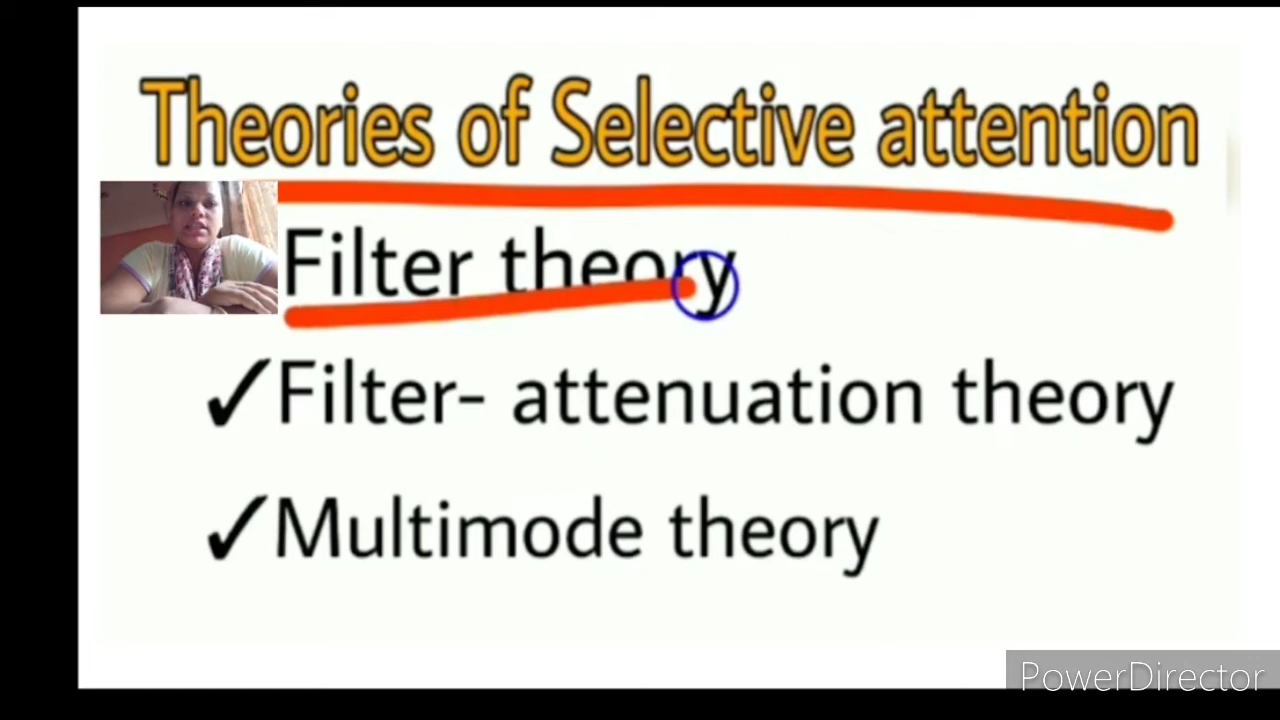 Theories of Selective attention
Filter theory
✓Filter- attenuation theory
✓Multimode theory
PowerDirector